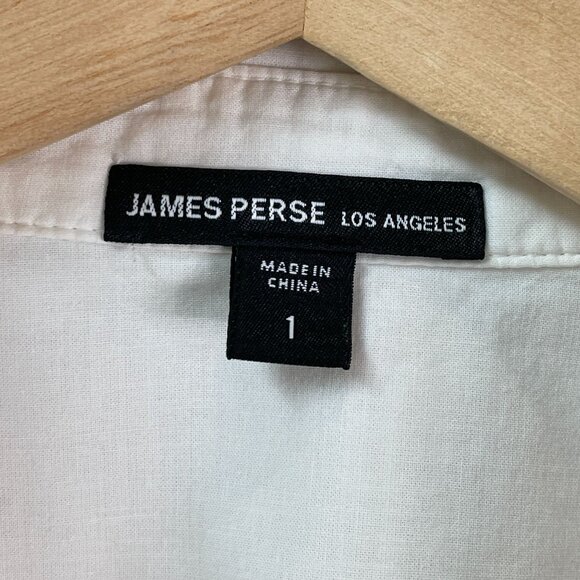 JAMES PERSE LOS ANGELES
MADE IN
CHINA
1